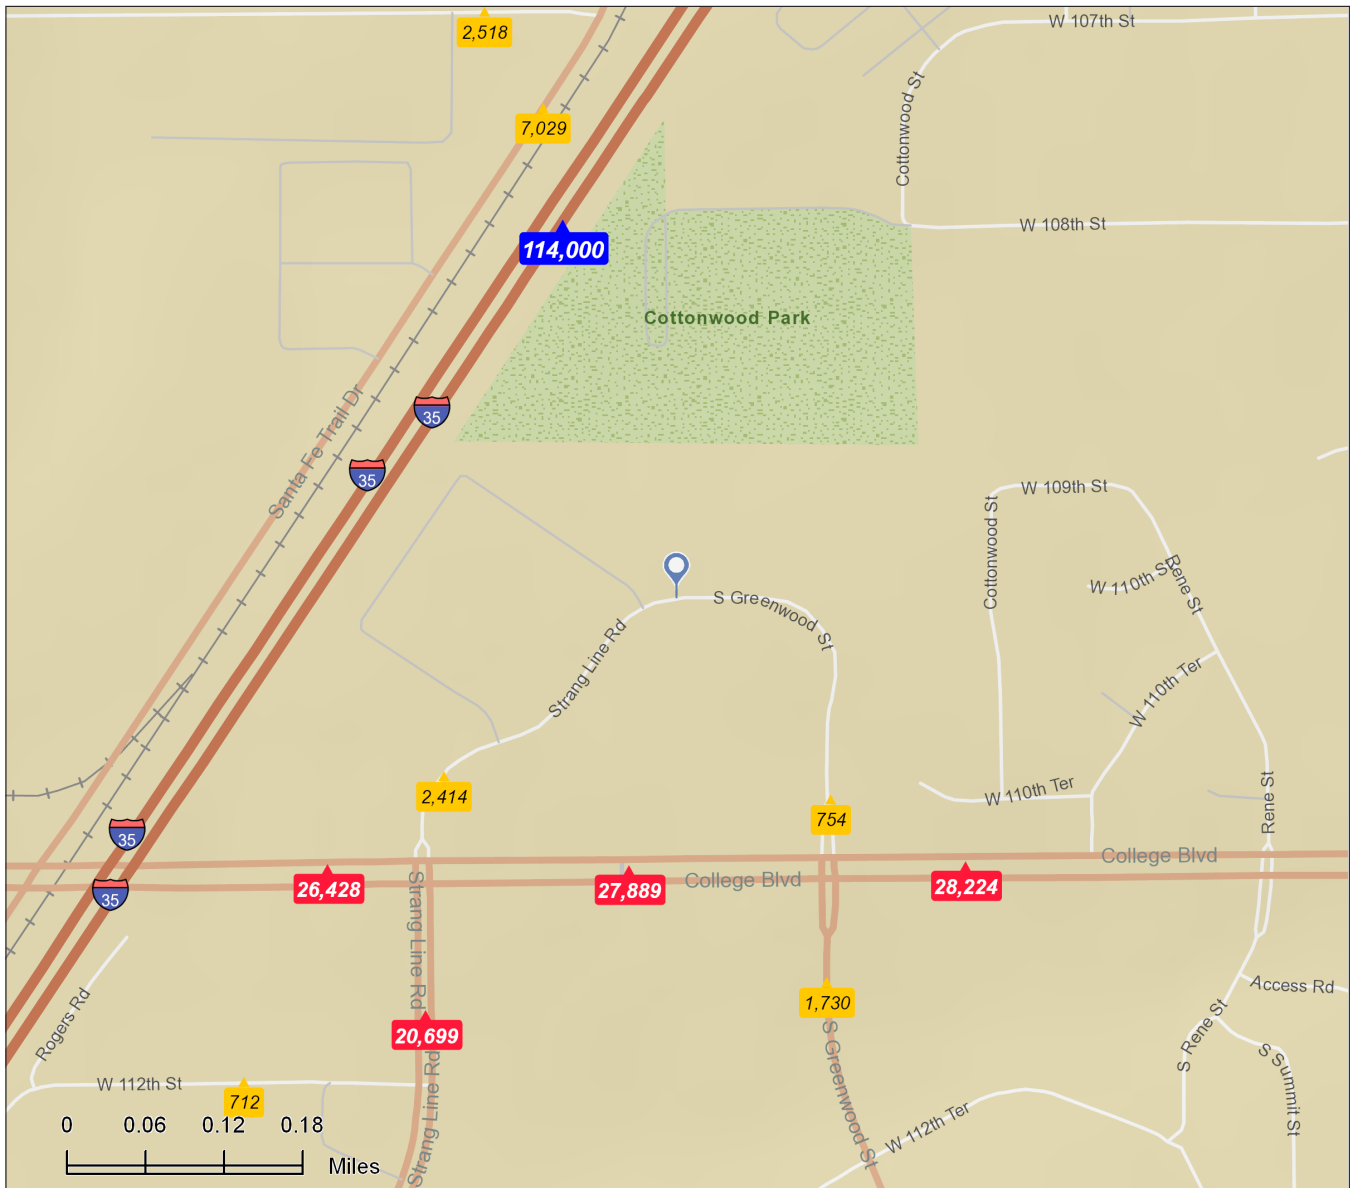 W 107th St
2,518
Cottonwood St
7,029
W 108th St
114,000
Cottonwood Park
Santa Fe Trail Dr
35
35
W 109th St
Cottonwood St
W 110th St
Rene St
S Greenwood St
Strang Line Rd
W 110th Ter
2,414
W 110th Ter
Rene St
754
35
College Blvd
26,428
27,889
College Blvd
28,224
35
Strang Line Rd
Access Rd
1,730
Rogers Rd
20,699
S Rene St
S Greenwood St
S Summit St
W 112th St
712
Strang Line Rd
W 112th Ter
0 0.06 0.12 0.18
Miles